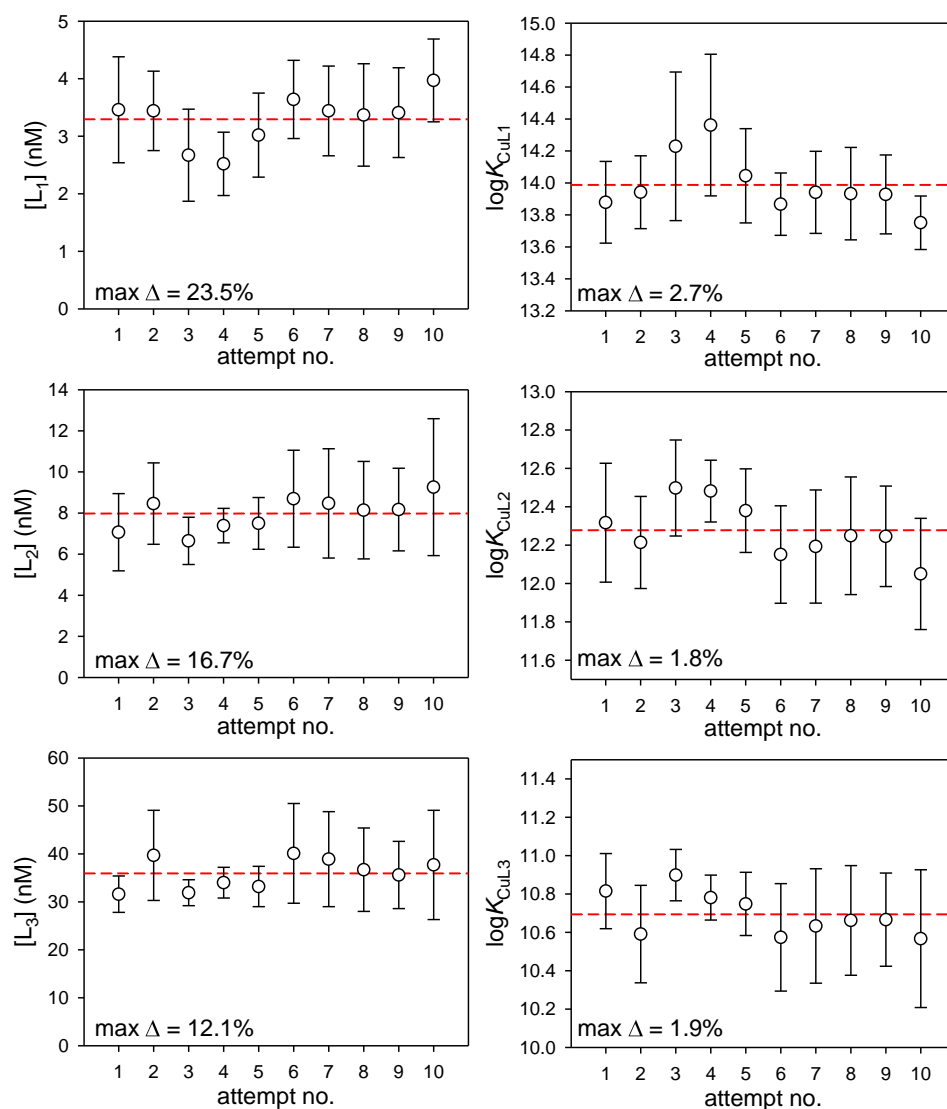 5
4
3
2
1
0
[L1] (nM)
max Δ = 23.5%
1 2 3 4 5 6 7 8 9 10
attempt no.
15.0
14.8
14.6
14.4
14.2
14.0
13.8
13.6
13.4
13.2
logKCuL1
max Δ = 2.7%
1 2 3 4 5 6 7 8 9 10
attempt no.
14
12
10
8
6
4
2
0
[L2] (nM)
max Δ = 16.7%
1 2 3 4 5 6 7 8 9 10
attempt no.
13.0
12.8
12.6
12.4
12.2
12.0
11.8
11.6
logKCuL2
max Δ = 1.8%
1 2 3 4 5 6 7 8 9 10
attempt no.
60
50
40
30
20
10
0
[L3] (nM)
max Δ = 12.1%
1 2 3 4 5 6 7 8 9 10
attempt no.
11.4
11.2
11.0
10.8
10.6
10.4
10.2
10.0
logKCuL3
max Δ = 1.9%
1 2 3 4 5 6 7 8 9 10
attempt no.